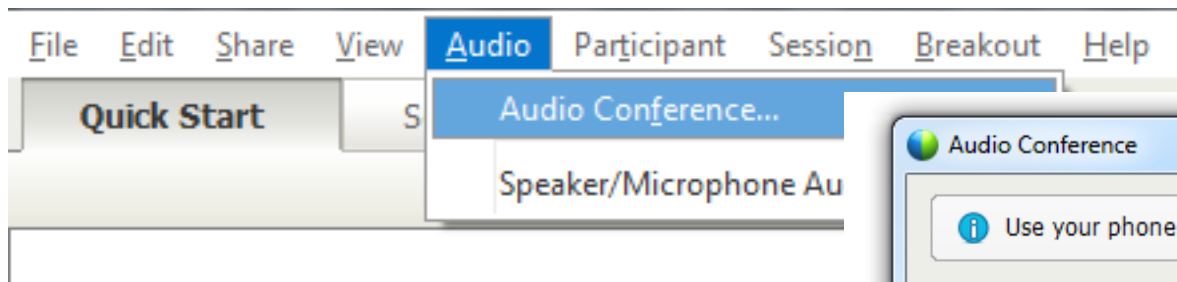 File Edit Share View Audio Participant Session Breakout Help
Quick Start S
Audio Conference...
Speaker/Microphone Au
Audio Conference
Use your phone